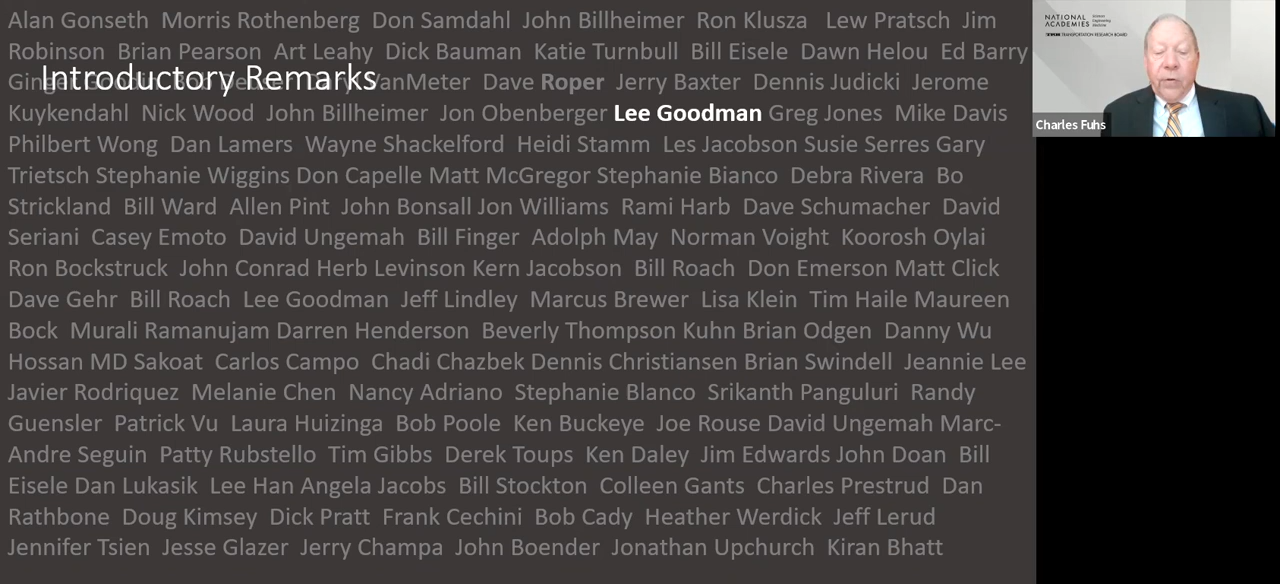 Alan Gonseth Morris Rothenberg Don Samdahl John Billheimer Ron Klusza Lew Pratsch Jim
Robinson Brian Pearson Art Leahy Dick Bauman Katie Turnbull Bill Eisele Dawn Helou Ed Barry
Introductory Remarks
VanMeter Dave Roper Jerry Baxter Dennis Judicki Jerome
Kuykendahl Nick Wood John Billheimer Jon Obenberger Lee Goodman Greg Jones Mike Davis
Philbert Wong Dan Lamers Wayne Shackelford Heidi Stamm Les Jacobson Susie Serres Gary
Trietsch Stephanie Wiggins Don Capelle Matt McGregor Stephanie Bianco Debra Rivera Bo
Strickland Bill Ward Allen Pint John Bonsall Jon Williams Rami Harb Dave Schumacher David
Seriani Casey Emoto David Ungemah Bill Finger Adolph May Norman Voight Koorosh Oylai
Ron Bockstruck John Conrad Herb Levinson Kern Jacobson Bill Roach Don Emerson Matt Click
Dave Gehr Bill Roach Lee Goodman Jeff Lindley Marcus Brewer Lisa Klein Tim Haile Maureen
Bock Murali Ramanujam Darren Henderson Beverly Thompson Kuhn Brian Odgen Danny Wu
Hossan MD Sakoat Carlos Campo Chadi Chazbek Dennis Christiansen Brian Swindell Jeannie Lee
Javier Rodriquez Melanie Chen Nancy Adriano Stephanie Blanco Srikanth Panguluri Randy
Guensler Patrick Vu Laura Huizinga Bob Poole Ken Buckeye Joe Rouse David Ungemah Marc-
Andre Seguin Patty Rubstello Tim Gibbs Derek Toups Ken Daley Jim Edwards John Doan Bill
Eisele Dan Lukasik Lee Han Angela Jacobs Bill Stockton Colleen Gants Charles Prestrud Dan
Rathbone Doug Kimsey Dick Pratt Frank Cechini Bob Cady Heather Werdick Jeff Lerud
Jennifer Tsien Jesse Glazer Jerry Champa John Boender Jonathan Upchurch Kiran Bhatt
NATIONAL
ACADEMIES
TRANSPORTATION RESEARCH BOARD
Charles Fuhs